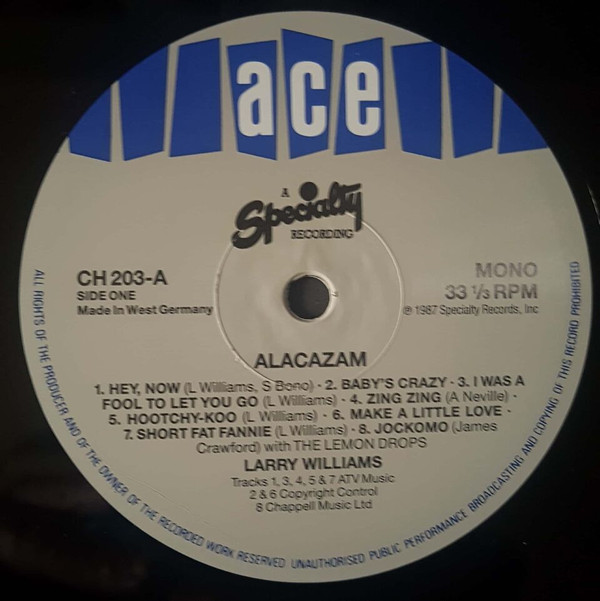 ace
A
Specialty
RECORDING
CH 203-A
SIDE ONE
Made In West Germany
MONO
33 ⅓ RPM
℗ 1987 Specialty Records, Inc
ALACAZAM
1. HEY, NOW (L Williams, S Bono) · 2. BABY'S CRAZY · 3. I WAS A
FOOL TO LET YOU GO (L Williams) · 4. ZING ZING (A Neville) ·
5. HOOTCHY-KOO (L Williams) · 6. MAKE A LITTLE LOVE ·
7. SHORT FAT FANNIE (L Williams) · 8. JOCKOMO (James
Crawford) with THE LEMON DROPS
LARRY WILLIAMS
Tracks 1, 3, 4, 5 & 7 ATV Music
2 & 6 Copyright Control
8 Chappell Music Ltd
ALL RIGHTS OF THE PRODUCER AND OF THE OWNER OF THE RECORDED WORK RESERVED UNAUTHORISED PUBLIC PERFORMANCE BROADCASTING AND COPYING OF THIS RECORD PROHIBITED